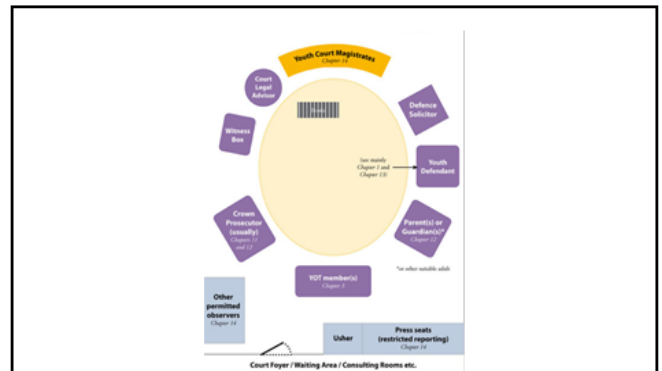 Youth Court Magistrates
Chapter 16
Court
Legal
Advisor
Defence
Solicitor
Witness
Box
(see mainly
Chapter 1 and
Chapter 13)
Youth
Defendant
Crown
Prosecutor
(usually)
Chapters 11
and 12
Parent(s) or
Guardian(s)*
Chapter 12
*or other suitable adult
YOT member(s)
Chapter 5
Other
permitted
observers
Chapter 14
Usher
Press seats
(restricted reporting)
Chapter 14
Court Foyer / Waiting Area / Consulting Rooms etc.